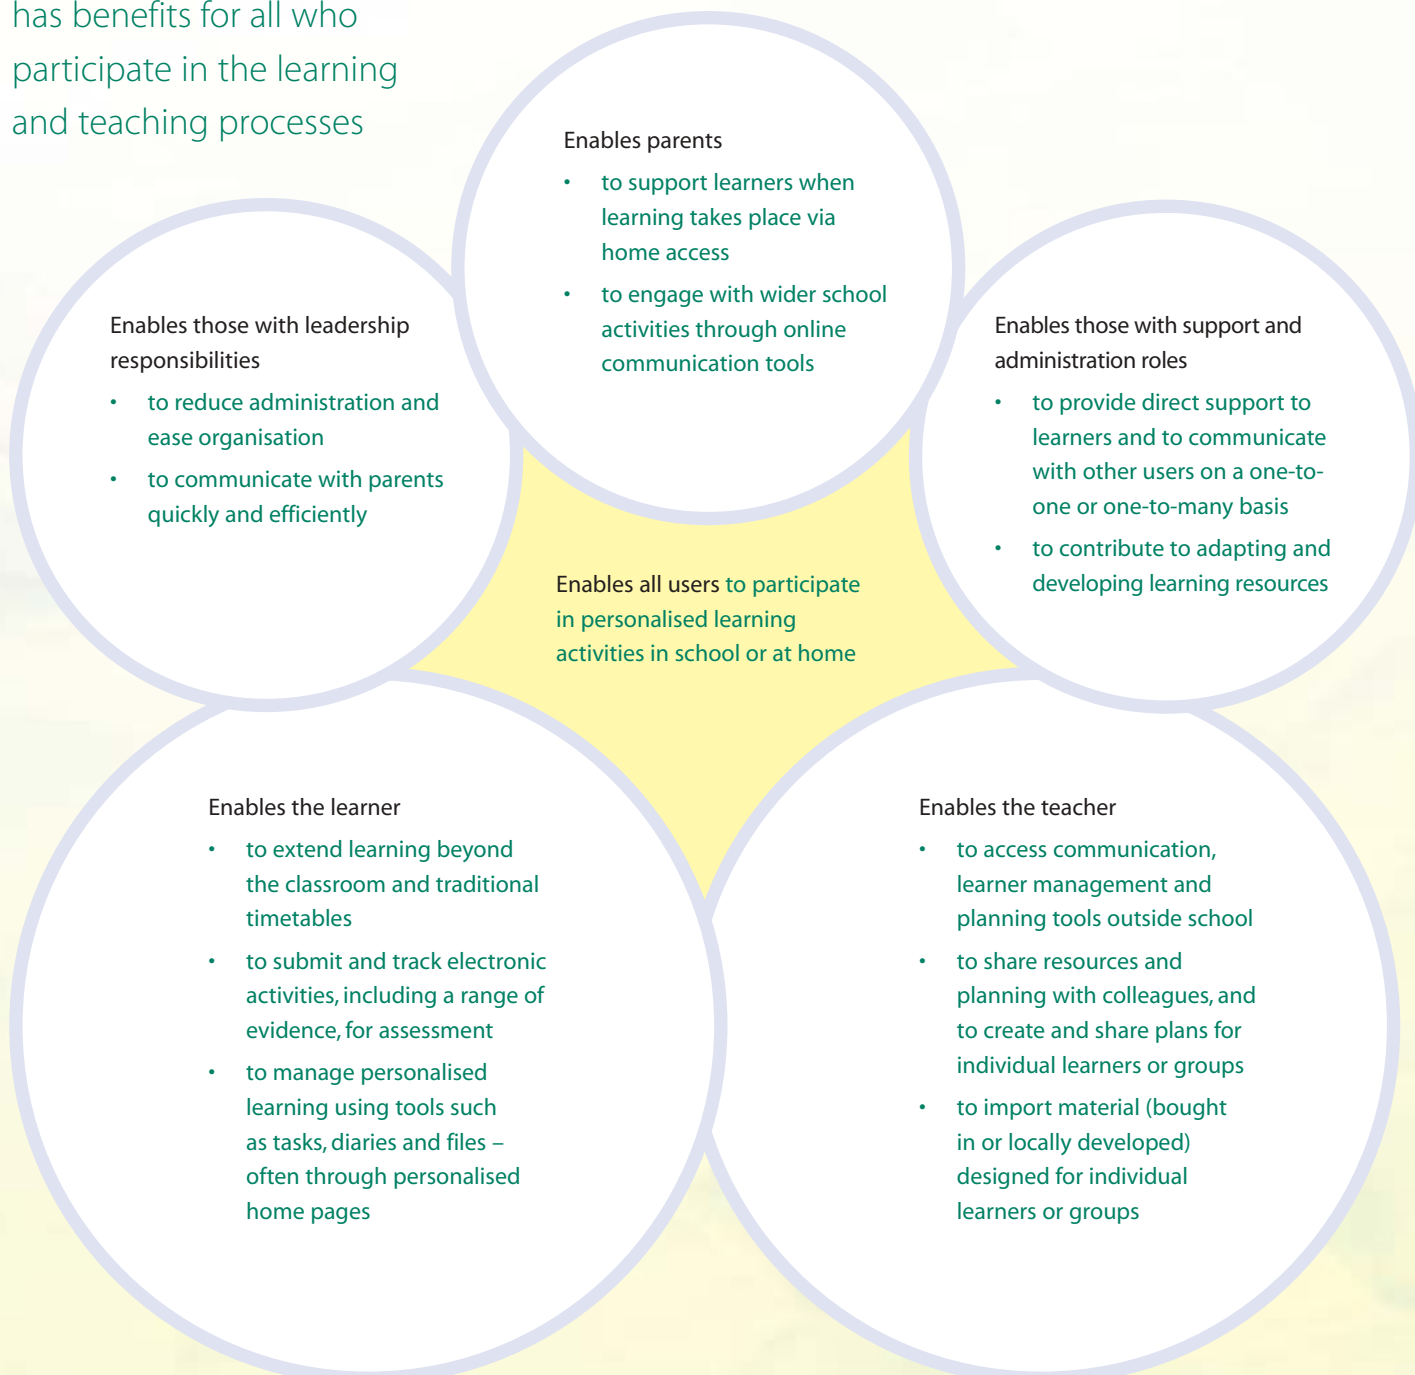 has benefits for all who
participate in the learning
and teaching processes
Enables parents
• to support learners when
learning takes place via
home access
• to engage with wider school
activities through online
communication tools
Enables those with leadership
responsibilities
• to reduce administration and
ease organisation
• to communicate with parents
quickly and efficiently
Enables those with support and
administration roles
• to provide direct support to
learners and to communicate
with other users on a one-to-
one or one-to-many basis
• to contribute to adapting and
developing learning resources
Enables all users to participate
in personalised learning
activities in school or at home
Enables the learner
• to extend learning beyond
the classroom and traditional
timetables
• to submit and track electronic
activities, including a range of
evidence, for assessment
• to manage personalised
learning using tools such
as tasks, diaries and files –
often through personalised
home pages
Enables the teacher
• to access communication,
learner management and
planning tools outside school
• to share resources and
planning with colleagues, and
to create and share plans for
individual learners or groups
• to import material (bought
in or locally developed)
designed for individual
learners or groups